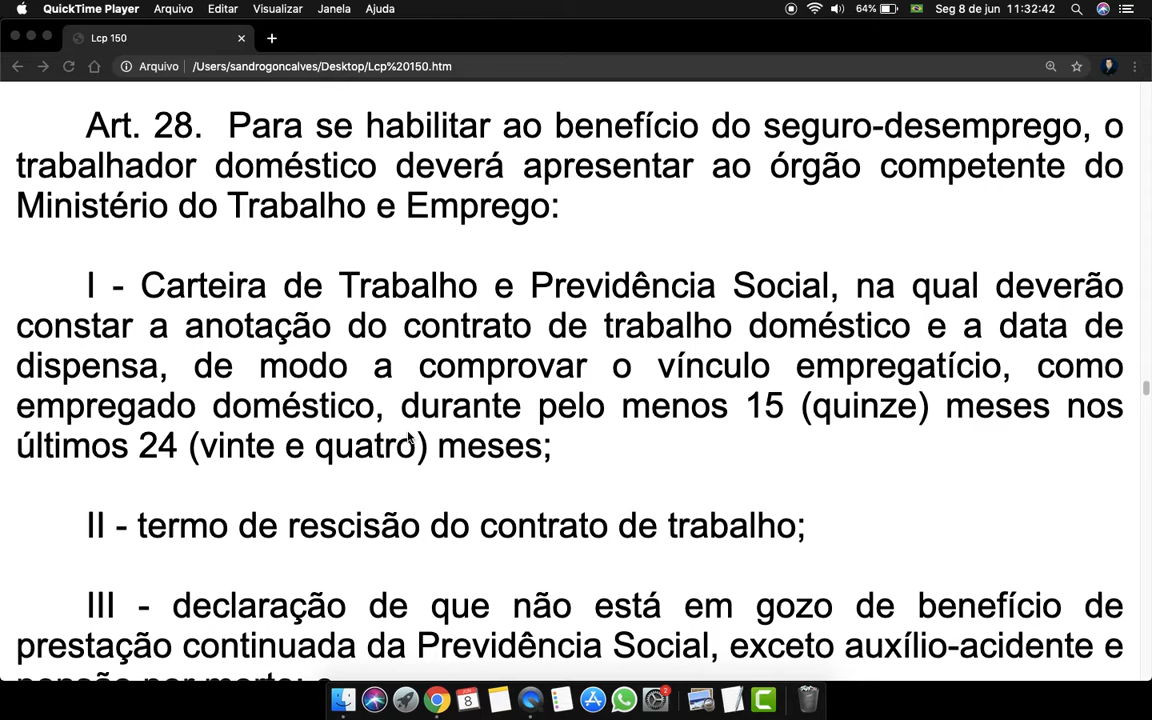 QuickTime Player Arquivo Editar Visualizar Janela Ajuda 64% Seg 8 de jun 11:32:42
Lcp 150
Arquivo /Users/sandrogoncalves/Desktop/Lcp%20150.htm
Art. 28. Para se habilitar ao benefício do seguro-desemprego, o
trabalhador doméstico deverá apresentar ao órgão competente do
Ministério do Trabalho e Emprego:
I - Carteira de Trabalho e Previdência Social, na qual deverão
constar a anotação do contrato de trabalho doméstico e a data de
dispensa, de modo a comprovar o vínculo empregatício, como
empregado doméstico, durante pelo menos 15 (quinze) meses nos
últimos 24 (vinte e quatro) meses;
II - termo de rescisão do contrato de trabalho;
III - declaração de que não está em gozo de benefício de
prestação continuada da Previdência Social, exceto auxílio-acidente e
pensão por morte; e
8
2